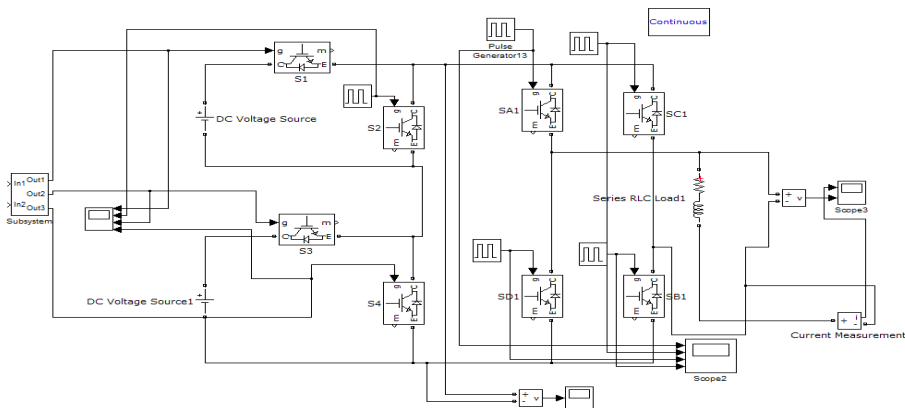 Continuous
Pulse
Generator13
g
m
C
E
S1
g
C
E
m
S2
DC Voltage Source
g
C
E
m
SA1
g
C
E
m
SC1
In1
In2
Out1
Out2
Out3
Subsystem
g
m
C
E
S3
Series RLC Load1
+
-
v
Scope3
DC Voltage Source1
g
C
E
m
S4
g
C
E
m
SD1
g
C
E
m
SB1
+
-
i
Current Measurement
Scope2
+
-
v